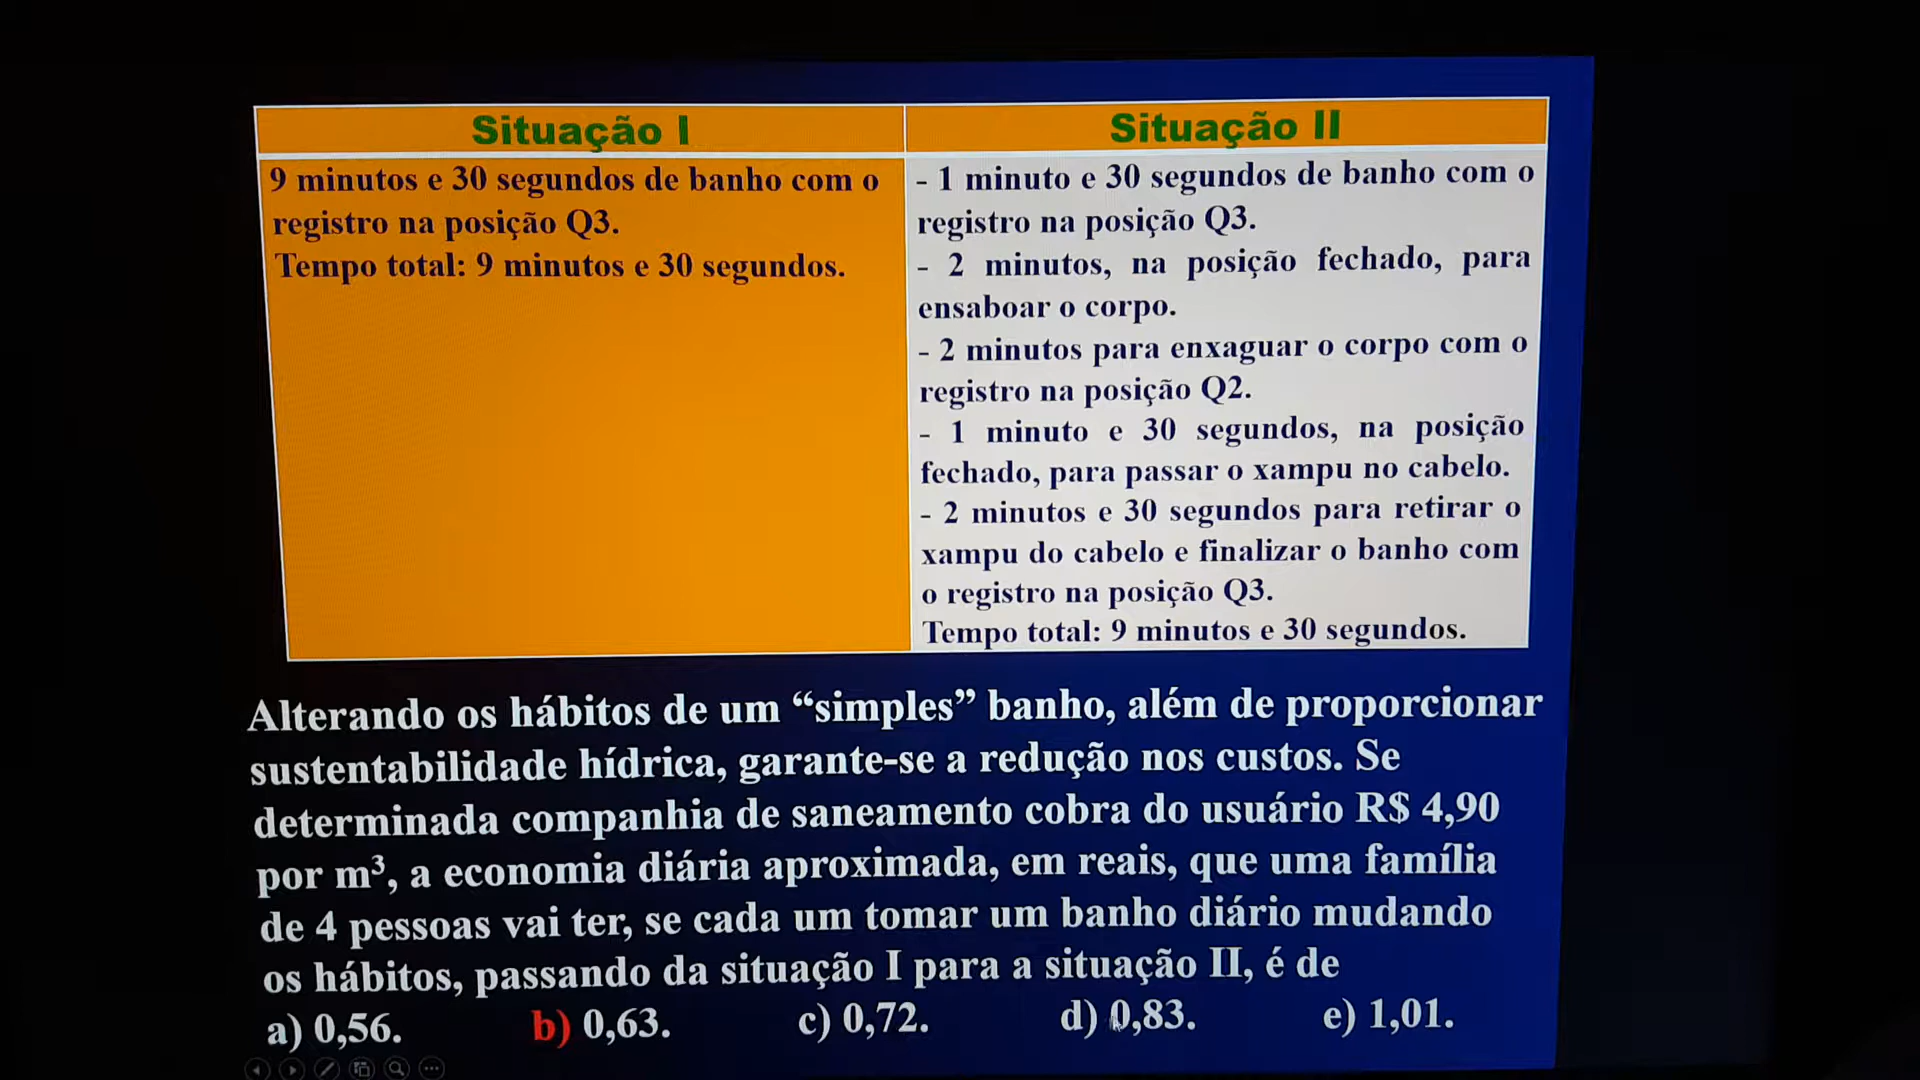 Situação I
9 minutos e 30 segundos de banho com o
registro na posição Q3.
Tempo total: 9 minutos e 30 segundos.
Situação II
- 1 minuto e 30 segundos de banho com o
registro na posição Q3.
- 2 minutos, na posição fechado, para
ensaboar o corpo.
- 2 minutos para enxaguar o corpo com o
registro na posição Q2.
- 1 minuto e 30 segundos, na posição
fechado, para passar o xampu no cabelo.
- 2 minutos e 30 segundos para retirar o
xampu do cabelo e finalizar o banho com
o registro na posição Q3.
Tempo total: 9 minutos e 30 segundos.
Alterando os hábitos de um “simples” banho, além de proporcionar
sustentabilidade hídrica, garante-se a redução nos custos. Se
determinada companhia de saneamento cobra do usuário R$ 4,90
por m³, a economia diária aproximada, em reais, que uma família
de 4 pessoas vai ter, se cada um tomar um banho diário mudando
os hábitos, passando da situação I para a situação II, é de
a) 0,56. b) 0,63. c) 0,72. d) 0,83. e) 1,01.